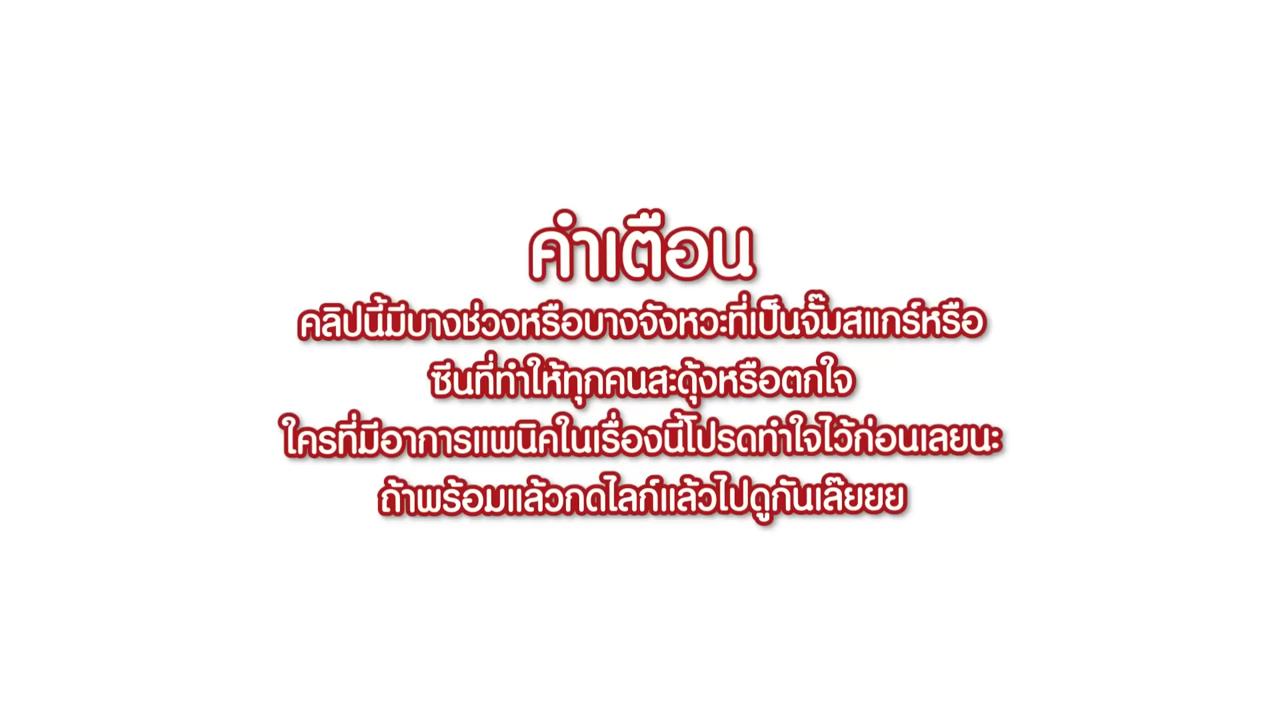 คำเตือน
คลิปนี้มีบางช่วงหรือบางจังหวะที่เป็นจั๊มสแกร์หรือ
ซีนที่ทำให้ทุกคนสะดุ้งหรือตกใจ
ใครที่มีอาการแพนิคในเรื่องนี้โปรดทำใจไว้ก่อนเลยนะ
ถ้าพร้อมแล้วกดไลก์แล้วไปดูกันเล๊ยยย